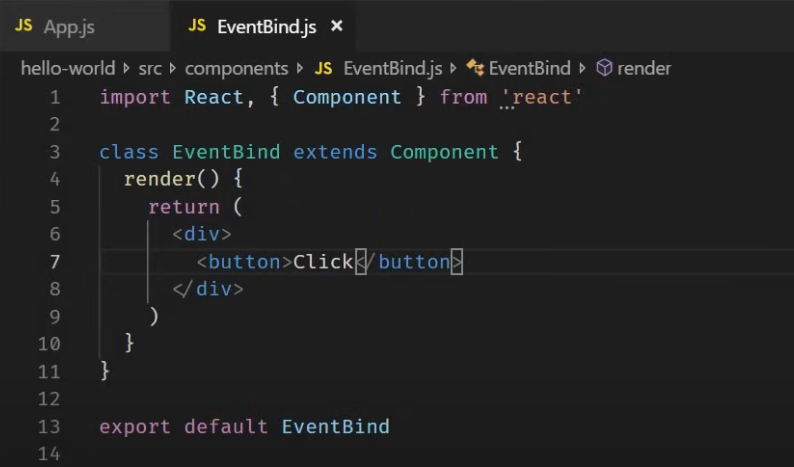 JS App.js JS EventBind.js ×
hello-world src components JS EventBind.js EventBind render
1 import React, { Component } from 'react'
2
3 class EventBind extends Component {
4   render() {
5     return (
6       <div>
7         <button>Click</button>
8       </div>
9     )
10   }
11 }
12
13 export default EventBind
14